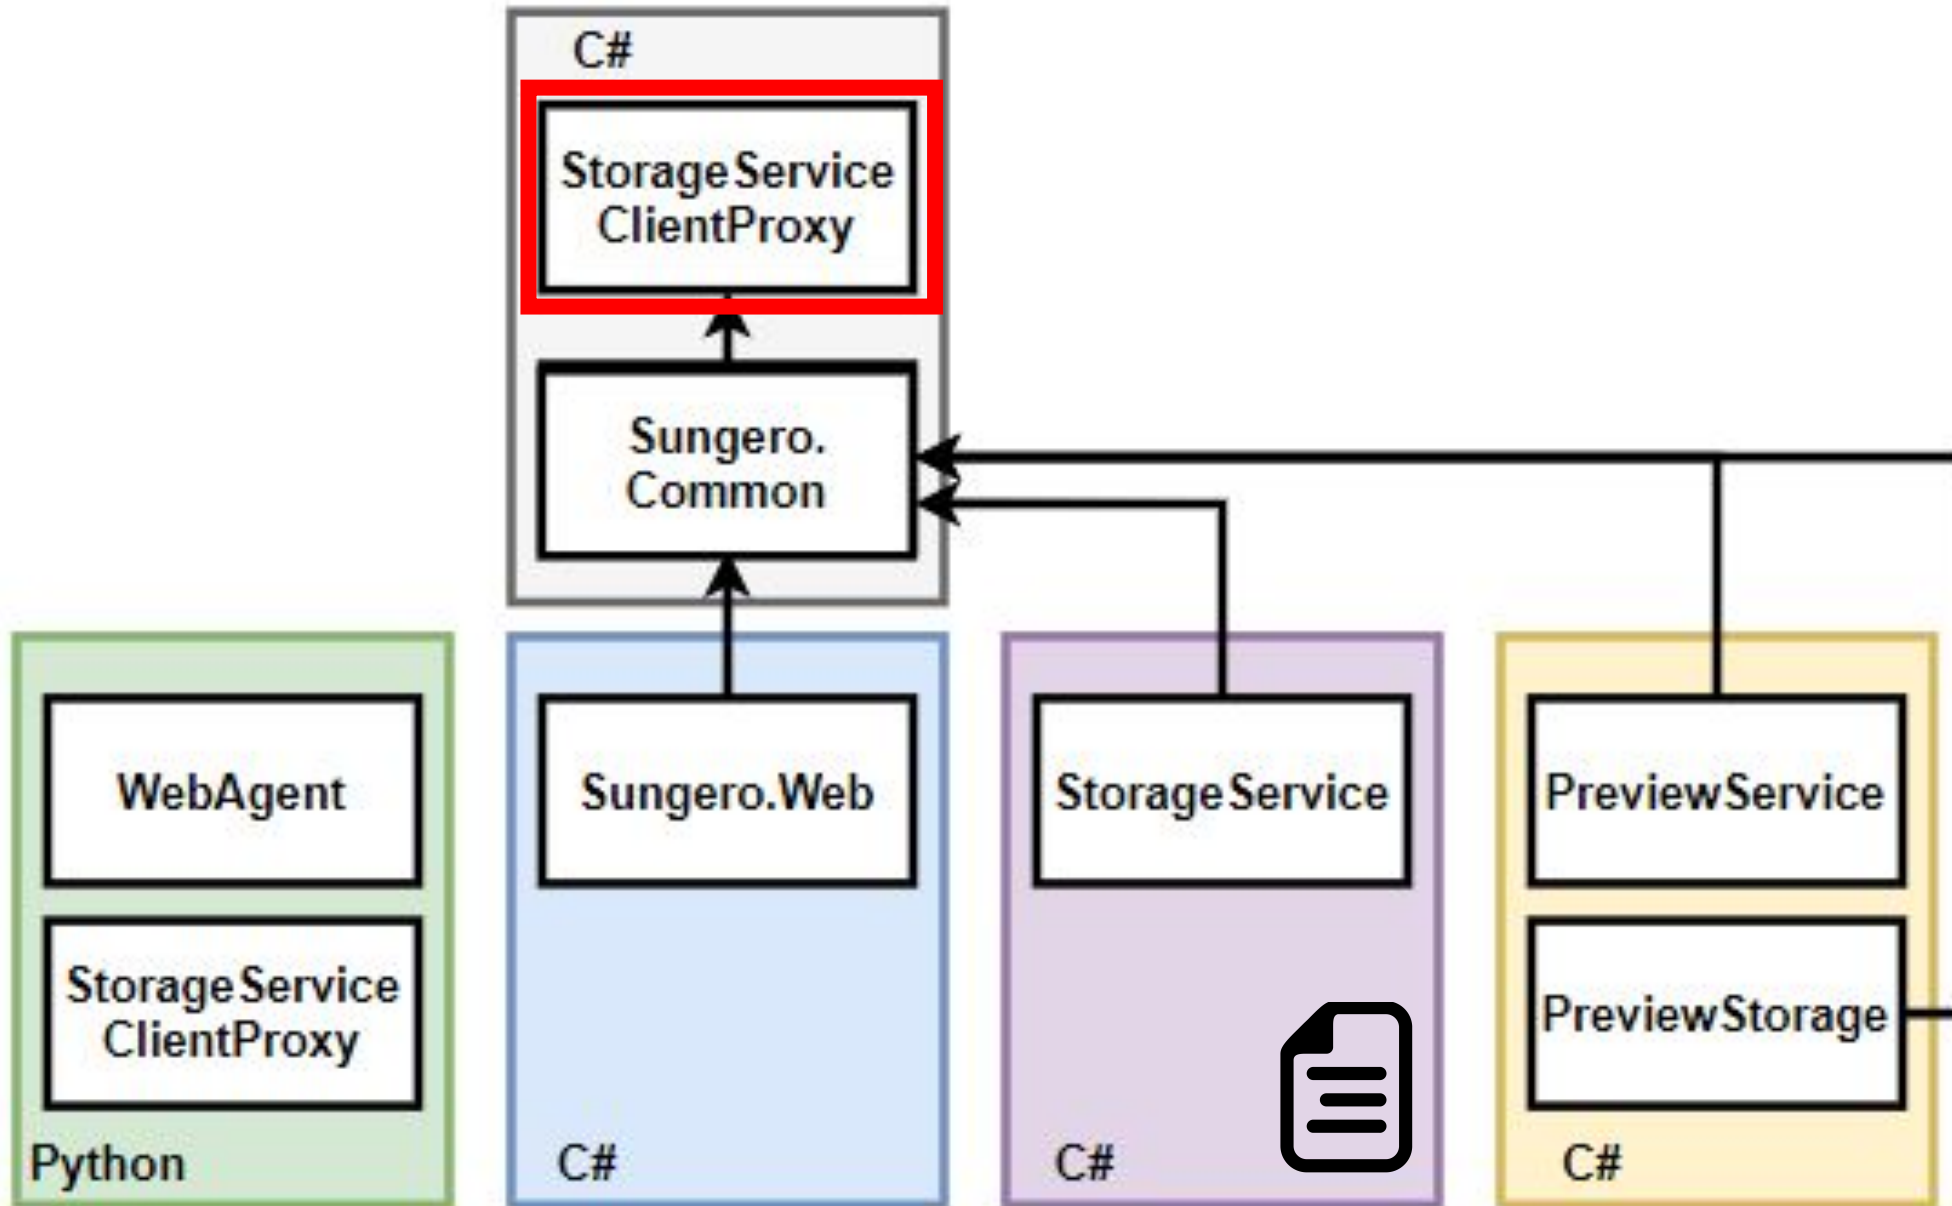 C#
StorageService
ClientProxy
Sungero.
Common
WebAgent
StorageService
ClientProxy
Python
Sungero.Web
C#
StorageService
C#
PreviewService
PreviewStorage
C#